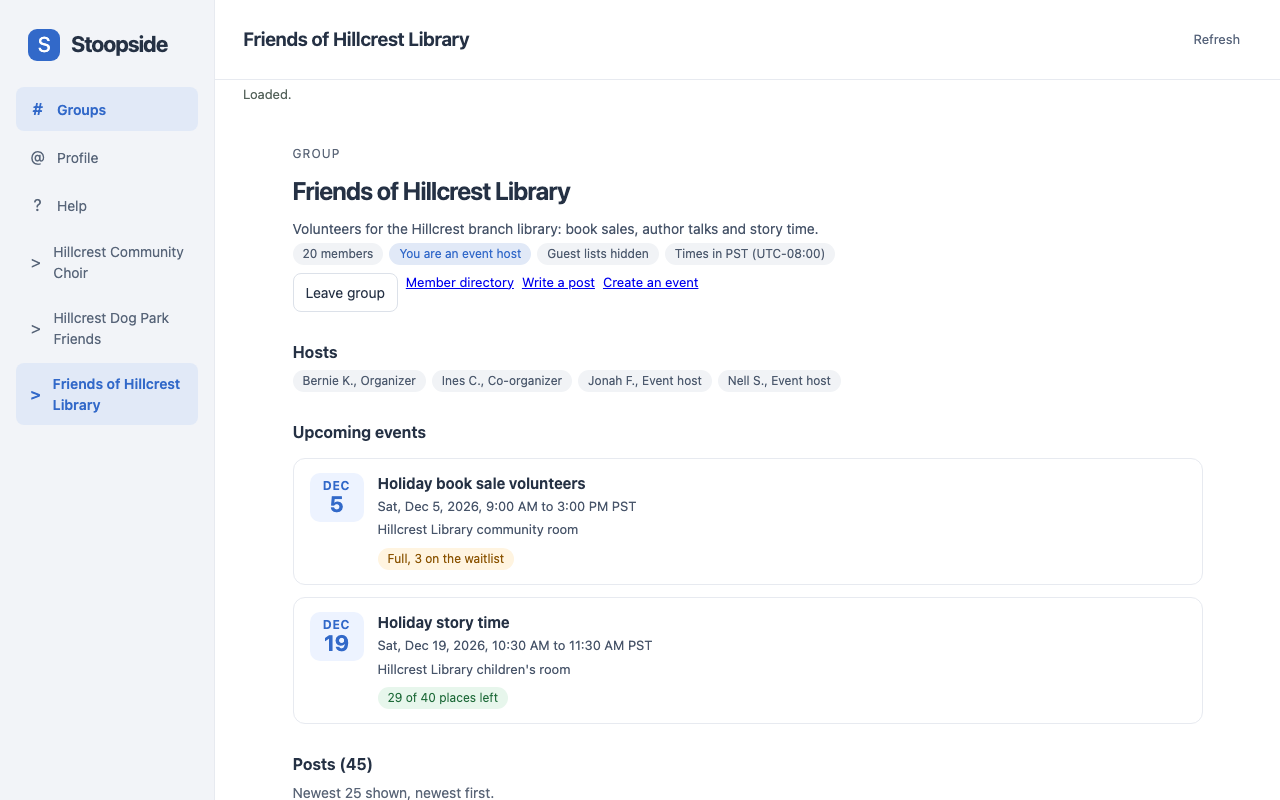 S Stoopside
# Groups
@ Profile
? Help
> Hillcrest Community
Choir
> Hillcrest Dog Park
Friends
> Friends of Hillcrest
Library
Friends of Hillcrest Library
Refresh
Loaded.
GROUP
Friends of Hillcrest Library
Volunteers for the Hillcrest branch library: book sales, author talks and story time.
20 members You are an event host Guest lists hidden Times in PST (UTC-08:00)
Leave group Member directory Write a post Create an event
Hosts
Bernie K., Organizer Ines C., Co-organizer Jonah F., Event host Nell S., Event host
Upcoming events
DEC
5
Holiday book sale volunteers
Sat, Dec 5, 2026, 9:00 AM to 3:00 PM PST
Hillcrest Library community room
Full, 3 on the waitlist
DEC
19
Holiday story time
Sat, Dec 19, 2026, 10:30 AM to 11:30 AM PST
Hillcrest Library children's room
29 of 40 places left
Posts (45)
Newest 25 shown, newest first.